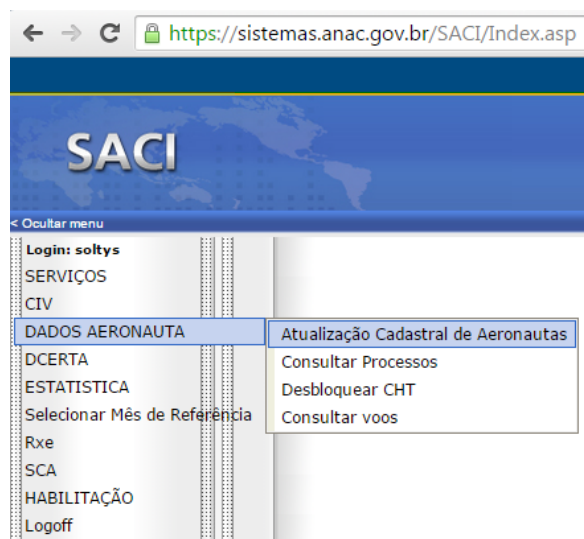 https://sistemas.anac.gov.br/SACI/Index.asp
SACI
< Ocultar menu
Login: soltys
SERVIÇOS
CIV
DADOS AERONAUTA
Atualização Cadastral de Aeronautas
DCERTA
Consultar Processos
ESTATISTICA
Desbloquear CHT
Selecionar Mês de Referência
Consultar voos
Rxe
SCA
HABILITAÇÃO
Logoff